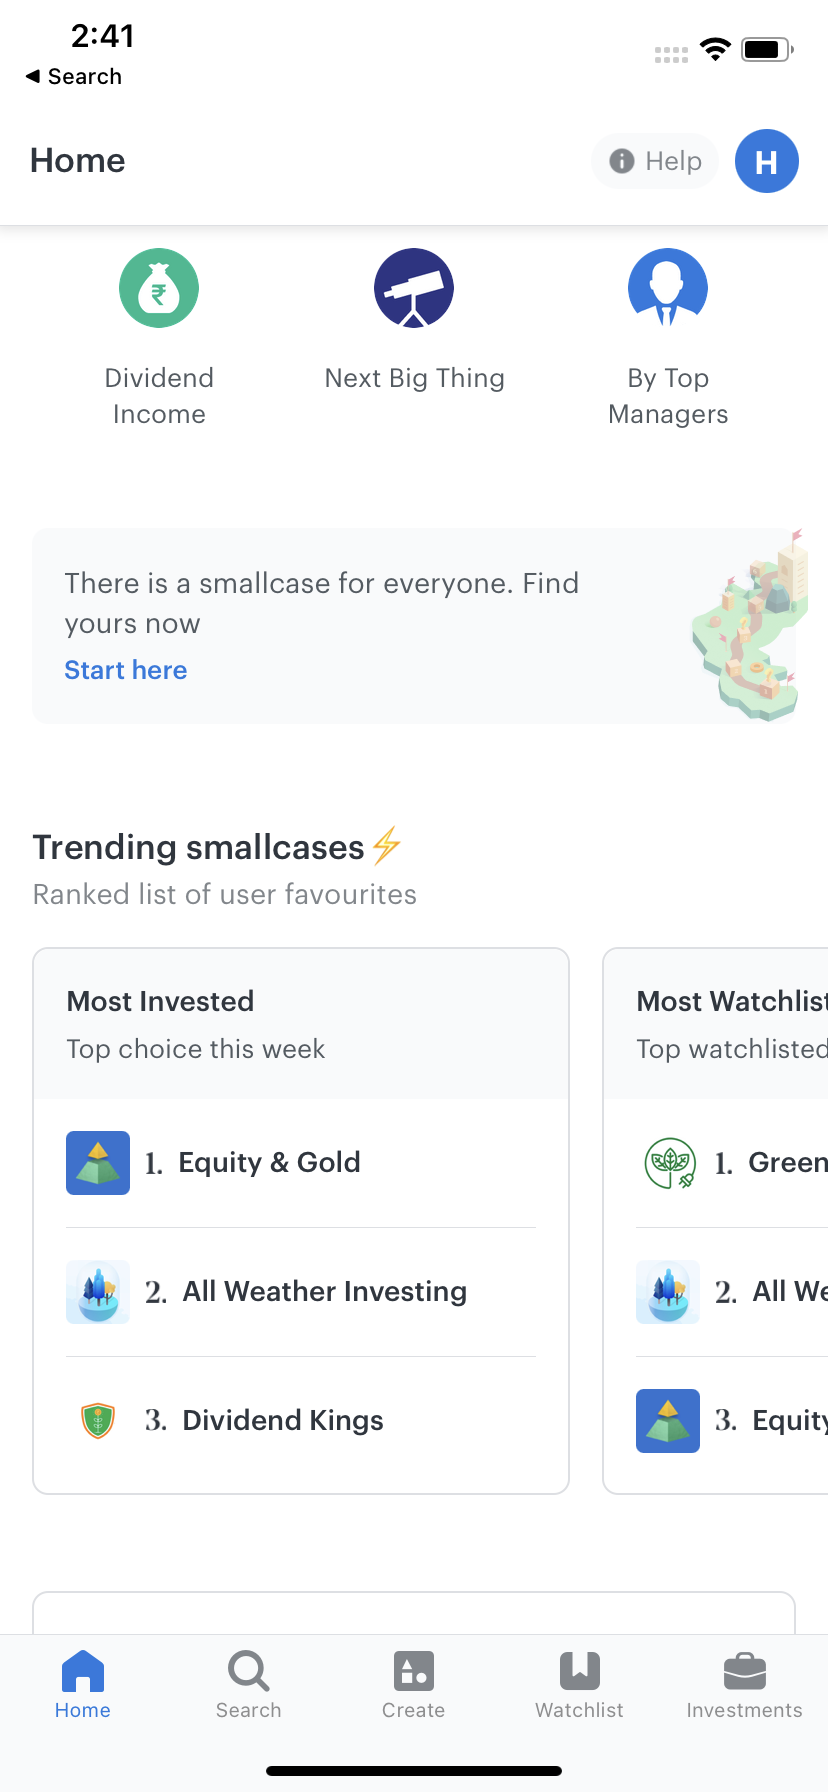 2:41
◀ Search
Home
Help
H
Dividend
Income
Next Big Thing
By Top
Managers
There is a smallcase for everyone. Find
yours now
Start here
Trending smallcases⚡
Ranked list of user favourites
Most Invested
Top choice this week
1. Equity & Gold
2. All Weather Investing
3. Dividend Kings
Most Watchlist
Top watchlisted
1. Green
2. All We
3. Equity
Home
Search
Create
Watchlist
Investments